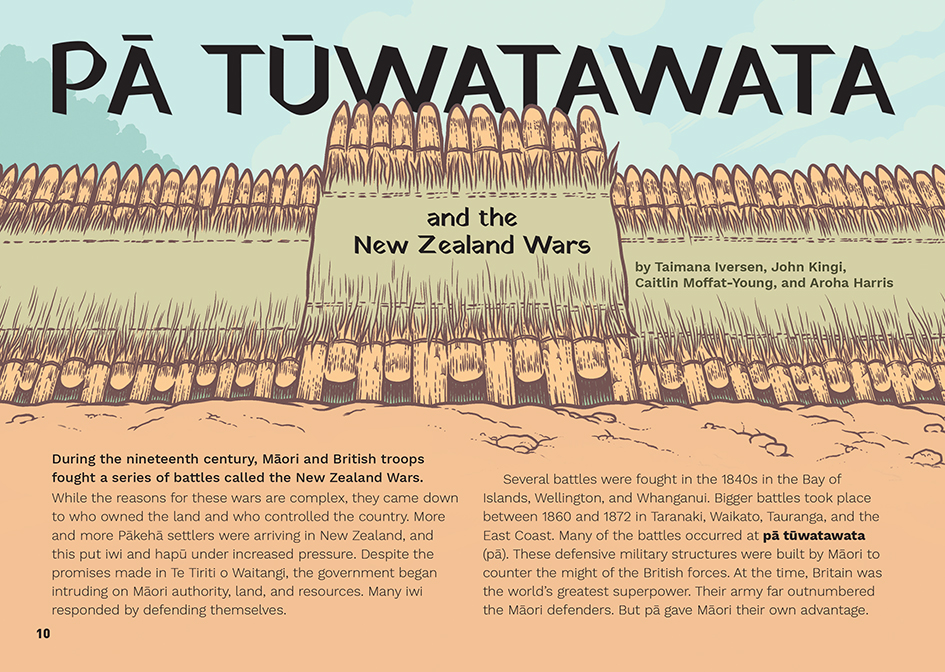 PĀ TŪWATAWATA
and the
New Zealand Wars
by Taimana Iversen, John Kingi,
Caitlin Moffat-Young, and Aroha Harris
During the nineteenth century, Māori and British troops
fought a series of battles called the New Zealand Wars.
While the reasons for these wars are complex, they came down
to who owned the land and who controlled the country. More
and more Pākehā settlers were arriving in New Zealand, and
this put iwi and hapū under increased pressure. Despite the
promises made in Te Tiriti o Waitangi, the government began
intruding on Māori authority, land, and resources. Many iwi
responded by defending themselves.
Several battles were fought in the 1840s in the Bay of
Islands, Wellington, and Whanganui. Bigger battles took place
between 1860 and 1872 in Taranaki, Waikato, Tauranga, and the
East Coast. Many of the battles occurred at pā tūwatawata
(pā). These defensive military structures were built by Māori to
counter the might of the British forces. At the time, Britain was
the world’s greatest superpower. Their army far outnumbered
the Māori defenders. But pā gave Māori their own advantage.
10